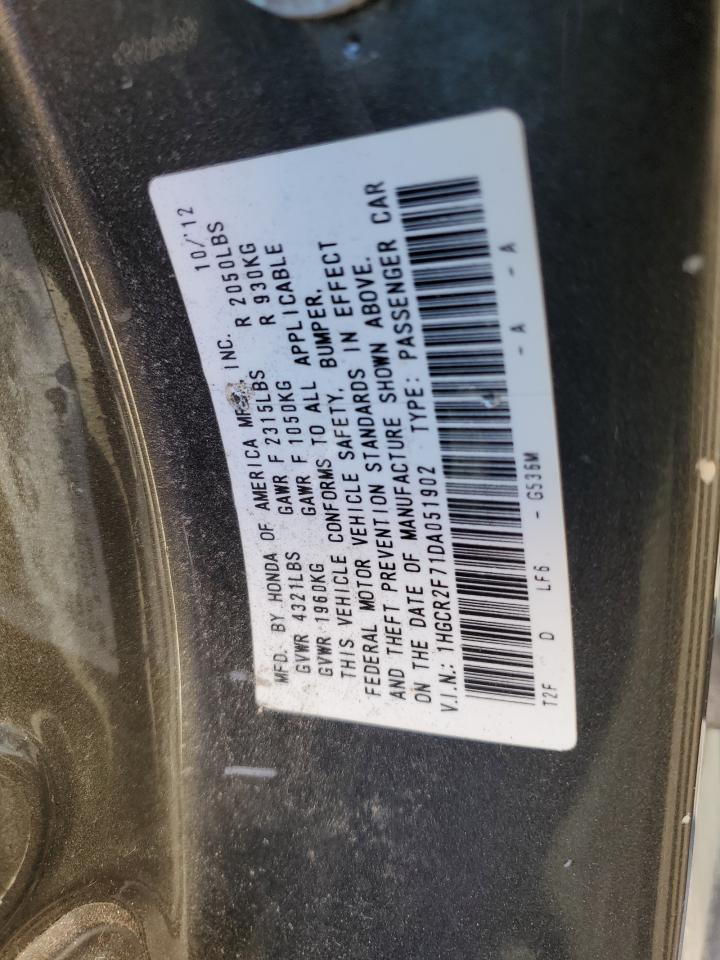 MFD. BY HONDA OF AMERICA MFG., INC. 10/'12
GVWR 4321LBS GAWR F 2315LBS R 2050LBS
GVWR 1960KG GAWR F 1050KG R 930KG
THIS VEHICLE CONFORMS TO ALL APPLICABLE
FEDERAL MOTOR VEHICLE SAFETY, BUMPER,
AND THEFT PREVENTION STANDARDS IN EFFECT
ON THE DATE OF MANUFACTURE SHOWN ABOVE.
V.I.N.: 1HGCR2F71DA051902 TYPE: PASSENGER CAR
T2F D LF6 - G536M - A - A